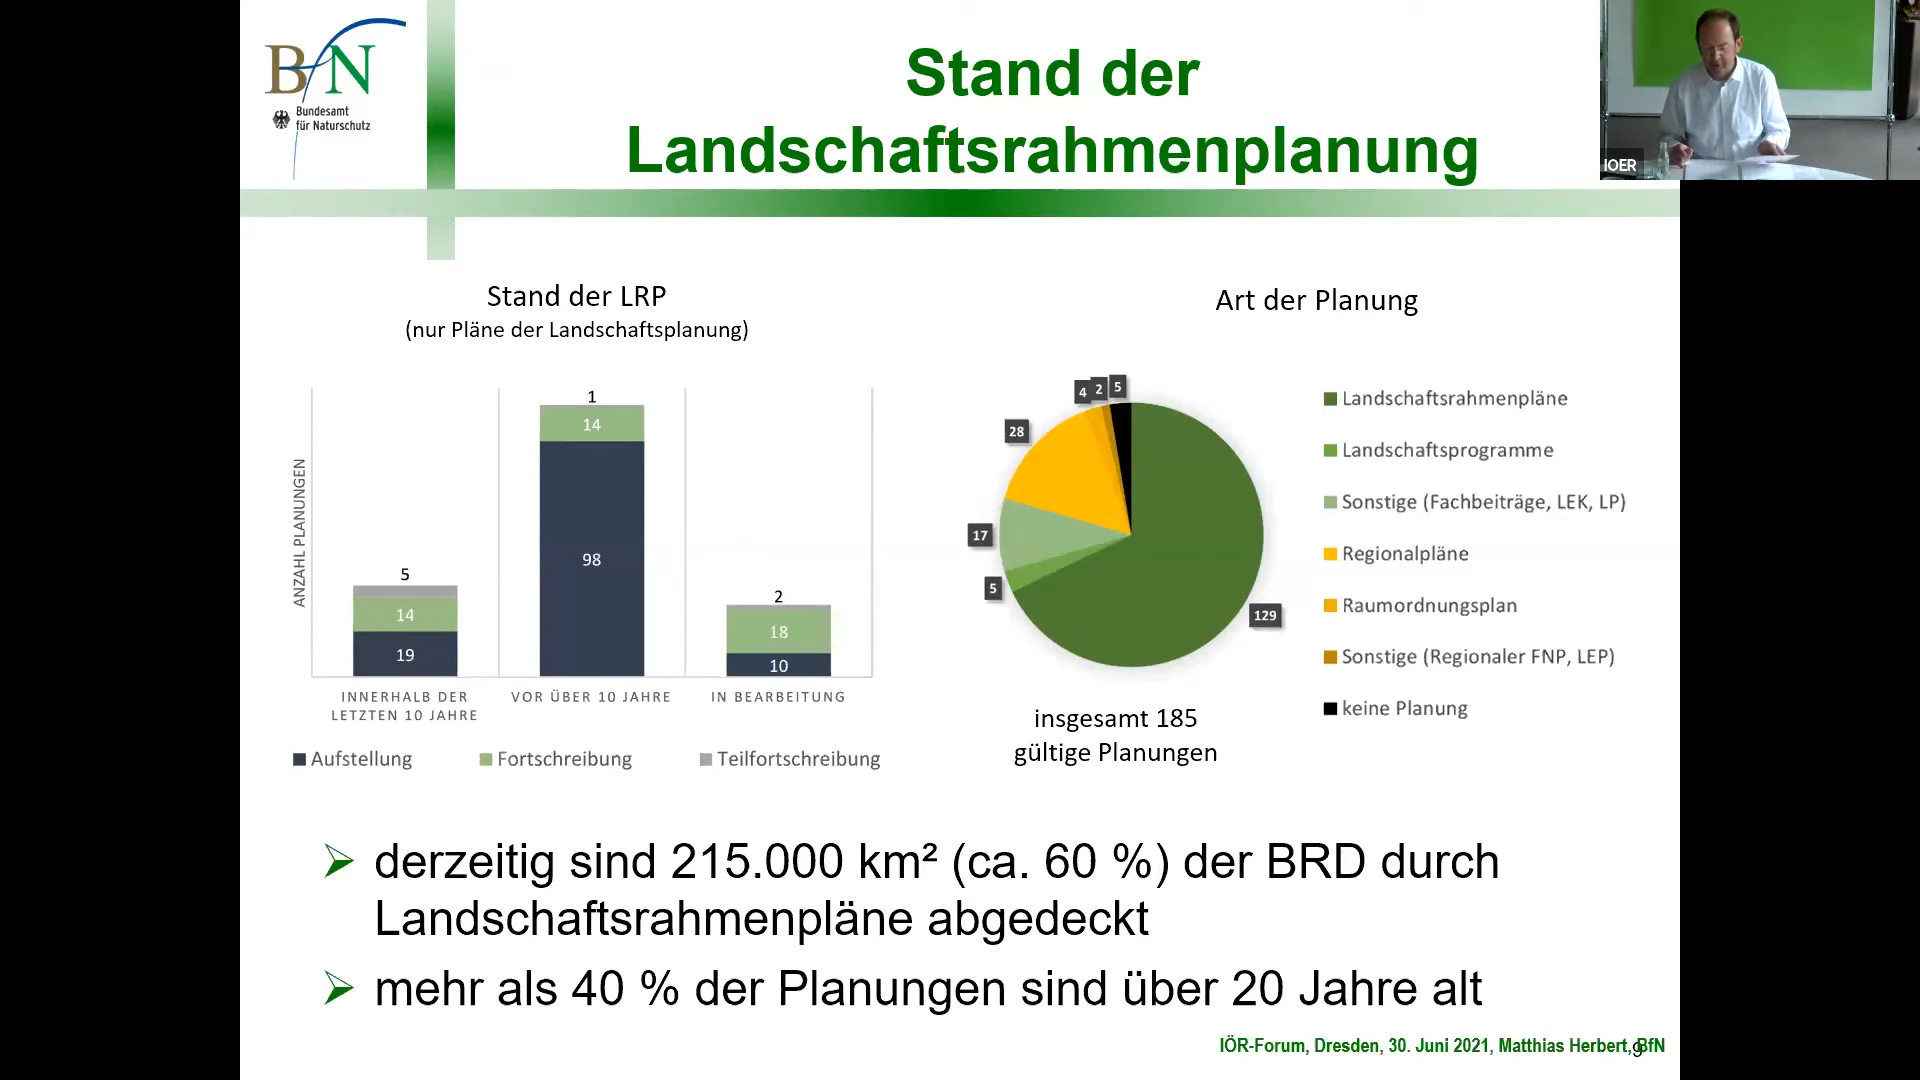 BfN
Bundesamt
für Naturschutz
Stand der
Landschaftsrahmenplanung
IOER
Stand der LRP
(nur Pläne der Landschaftsplanung)
ANZAHL PLANUNGEN
5
14
19
1
14
98
2
18
10
INNERHALB DER
LETZTEN 10 JAHRE
VOR ÜBER 10 JAHRE
IN BEARBEITUNG
Aufstellung
Fortschreibung
Teilfortschreibung
Art der Planung
4
2
5
28
17
5
129
insgesamt 185
gültige Planungen
Landschaftsrahmenpläne
Landschaftsprogramme
Sonstige (Fachbeiträge, LEK, LP)
Regionalpläne
Raumordnungsplan
Sonstige (Regionaler FNP, LEP)
keine Planung
derzeitig sind 215.000 km² (ca. 60 %) der BRD durch
Landschaftsrahmenpläne abgedeckt
mehr als 40 % der Planungen sind über 20 Jahre alt
IÖR-Forum, Dresden, 30. Juni 2021, Matthias Herbert, BfN
9